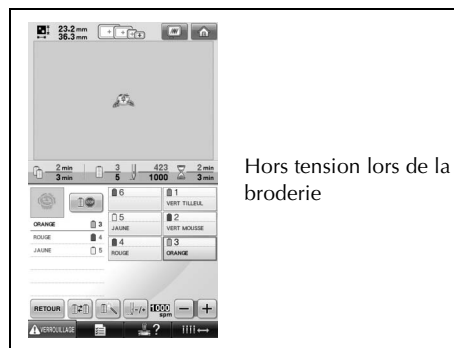 23.2 mm
36.3 mm
2 min
3 min
3
5
423
1000
2 min
3 min
6
1
VERT TILLEUL
5
JAUNE
2
VERT MOUSSE
4
ROUGE
3
ORANGE
ORANGE 3
ROUGE 4
JAUNE 5
RETOUR
-/+
1000
spm
VERROUILLAGE
?
Hors tension lors de la
broderie